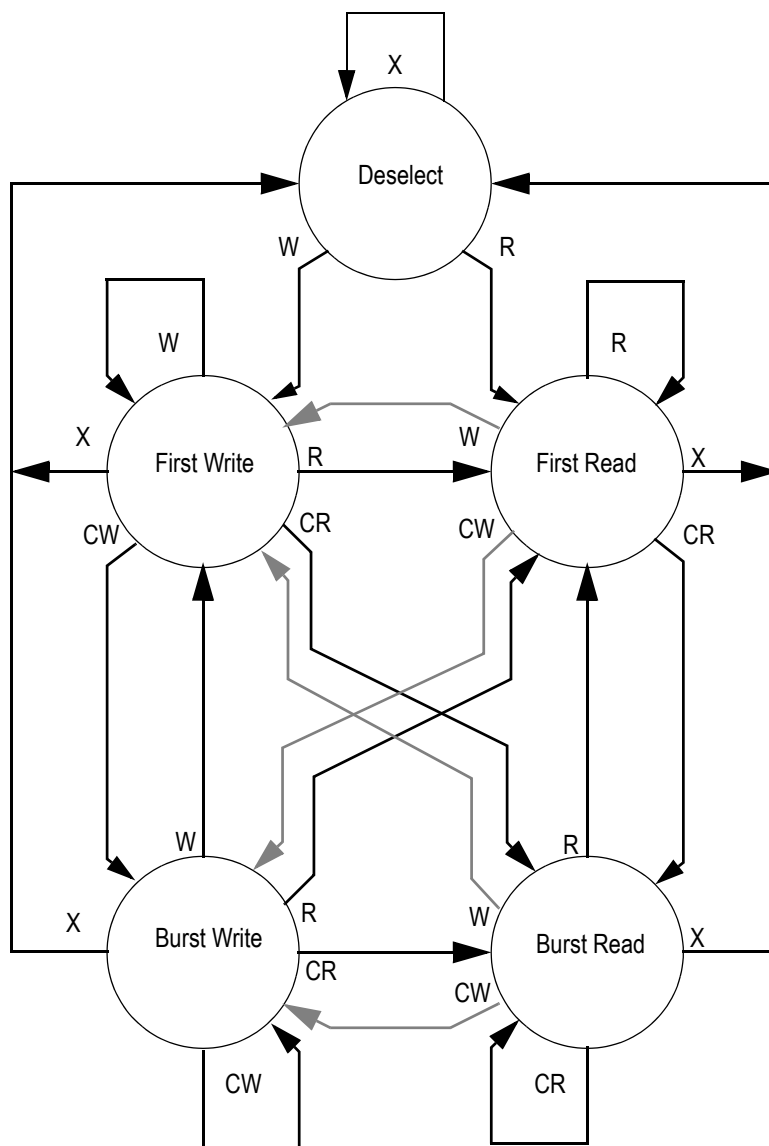 X
Deselect
W
R
W
R
X
W
First Write
R
First Read
X
CW
CR
CW
CR
W
R
X
R
W
X
Burst Write
Burst Read
CR
CW
CW
CR